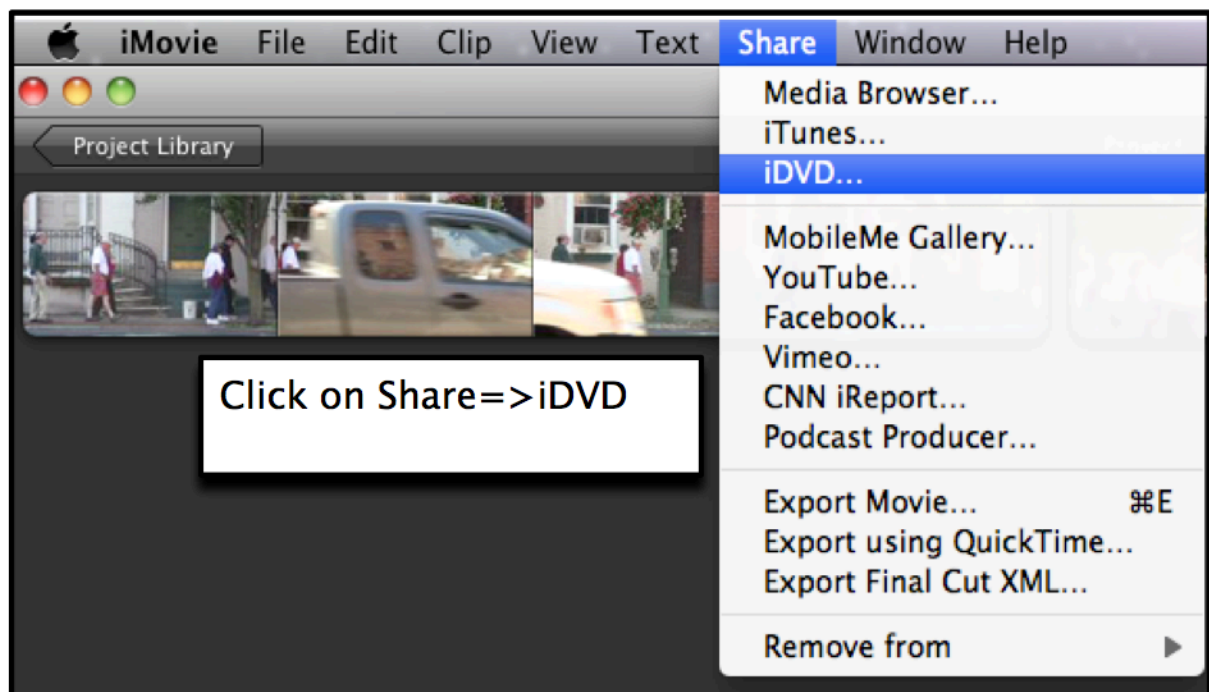 iMovie File Edit Clip View Text Share Window Help
Media Browser...
iTunes...
Project Library
iDVD...
MobileMe Gallery...
YouTube...
Facebook...
Vimeo...
Click on Share=>iDVD
CNN iReport...
Podcast Producer...
Export Movie... ⌘E
Export using QuickTime...
Export Final Cut XML...
Remove from